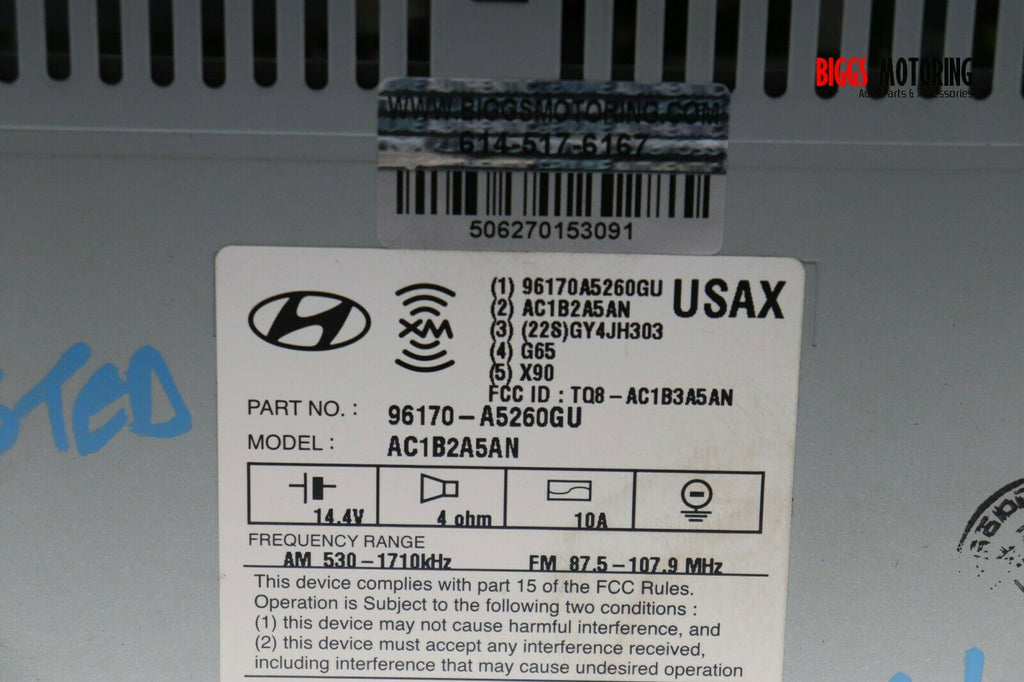 BIGGS MOTORING
Auto Parts & Accessories
WWW.BIGGSMOTORING.COM
614-517-6167
506270153091
XM
(1) 96170A5260GU
(2) AC1B2A5AN
(3) (22S)GY4JH303
(4) G65
(5) X90
USAX
FCC ID : TQ8-AC1B3A5AN
PART NO. : 96170-A5260GU
MODEL : AC1B2A5AN
14.4V 4 ohm 10A
FREQUENCY RANGE
AM 530-1710kHz FM 87.5-107.9 MHz
This device complies with part 15 of the FCC Rules.
Operation is Subject to the following two conditions :
(1) this device may not cause harmful interference, and
(2) this device must accept any interference received,
including interference that may cause undesired operation
STED